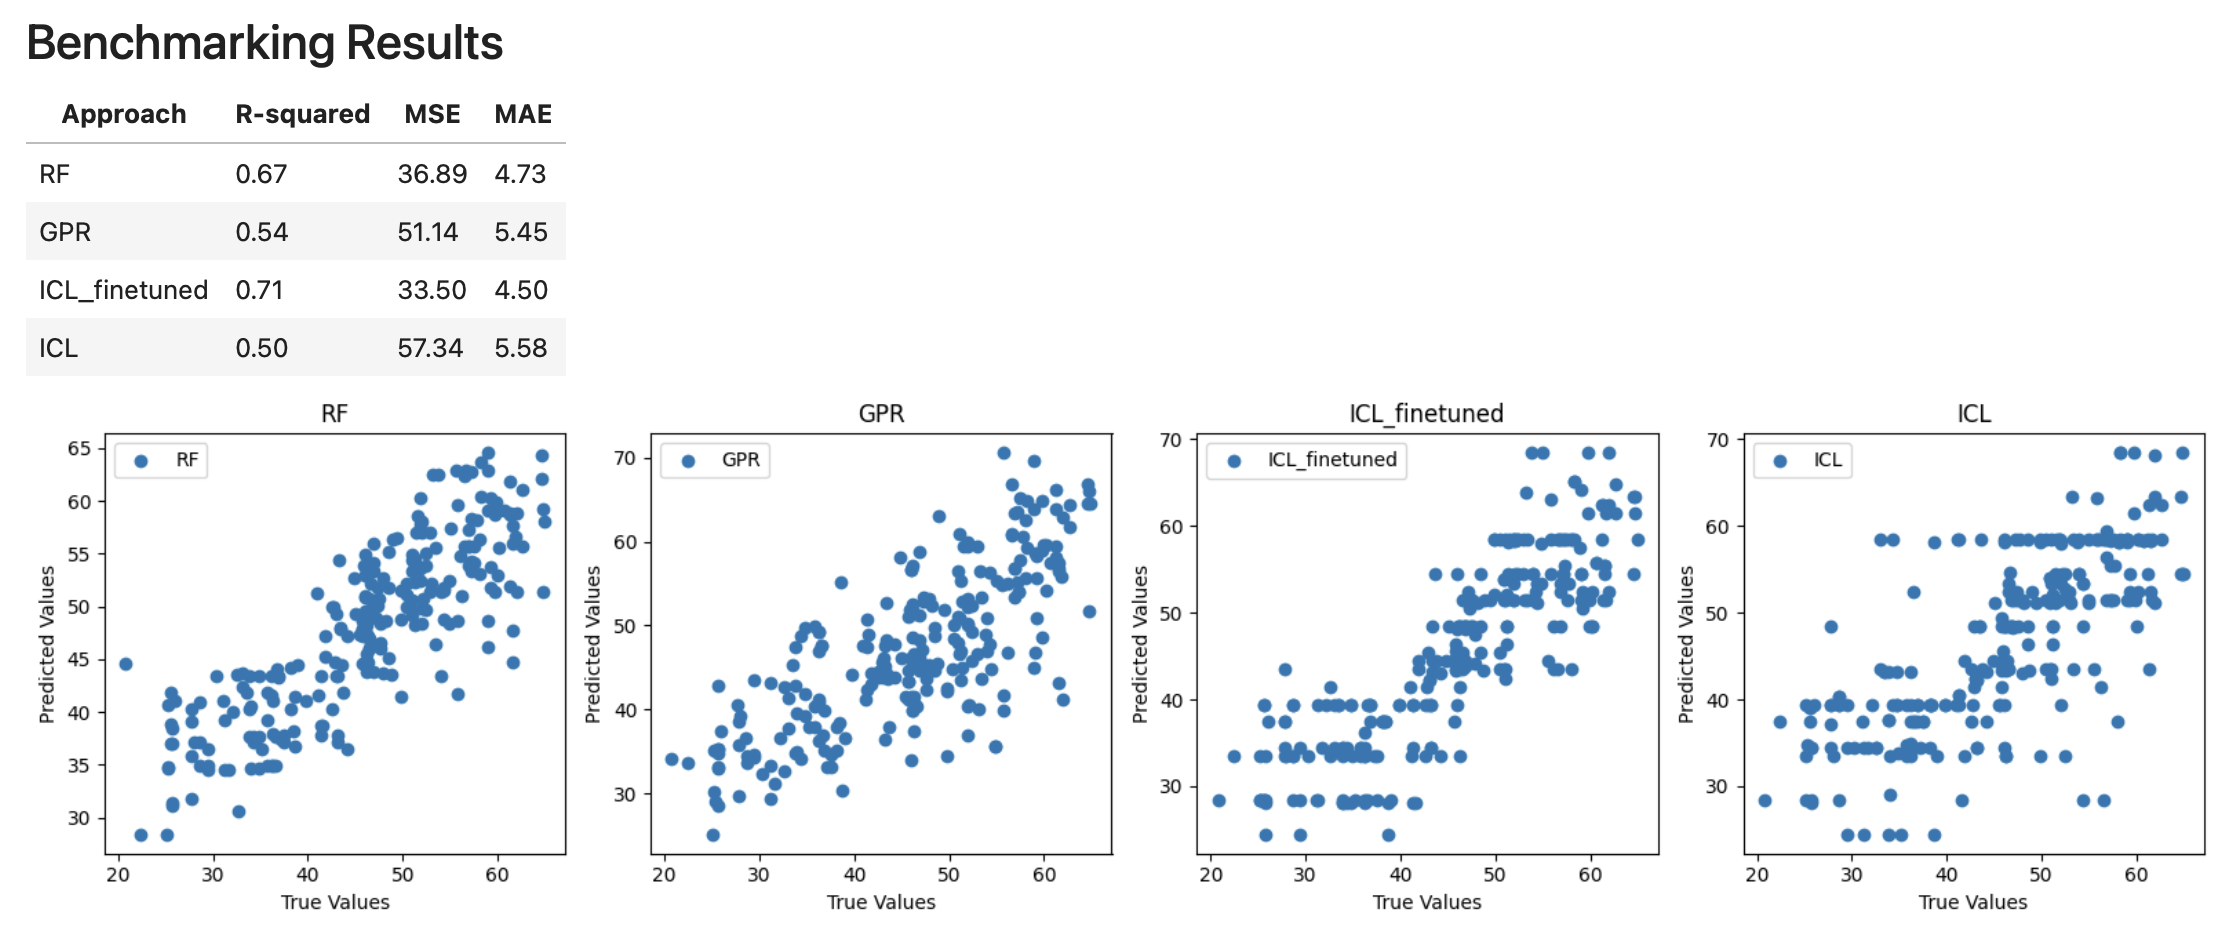 Benchmarking Results
Approach R-squared MSE MAE
RF 0.67 36.89 4.73
GPR 0.54 51.14 5.45
ICL_finetuned 0.71 33.50 4.50
ICL 0.50 57.34 5.58
RF
RF
65
60
55
50
45
40
35
30
Predicted Values
20 30 40 50 60
True Values
GPR
GPR
70
60
50
40
30
Predicted Values
20 30 40 50 60
True Values
ICL_finetuned
ICL_finetuned
70
60
50
40
30
Predicted Values
20 30 40 50 60
True Values
ICL
ICL
70
60
50
40
30
Predicted Values
20 30 40 50 60
True Values